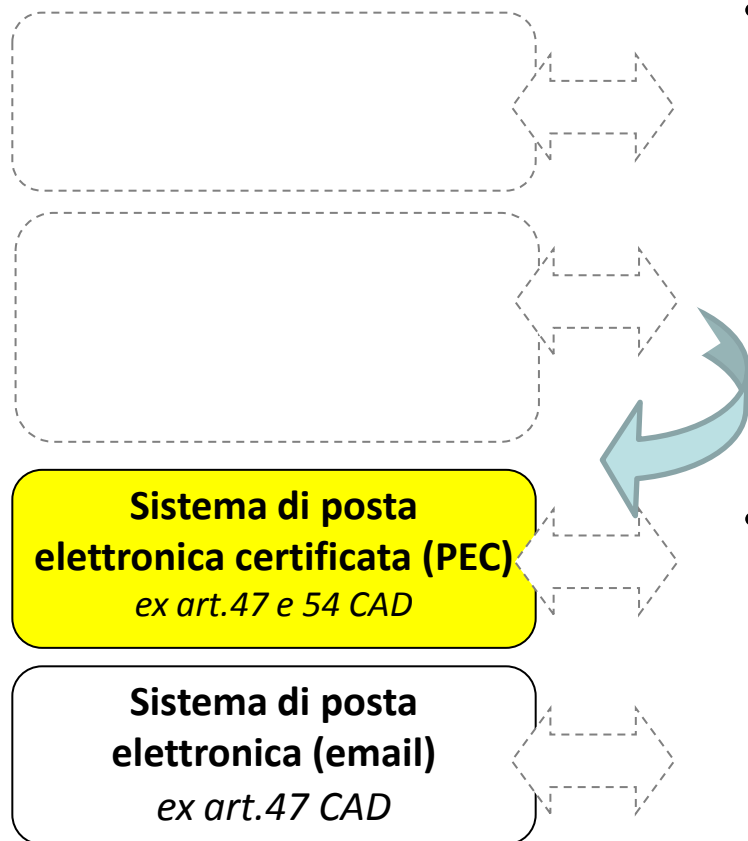 Sistema di posta
elettronica certificata (PEC)
ex art.47 e 54 CAD
Sistema di posta
elettronica (email)
ex art.47 CAD